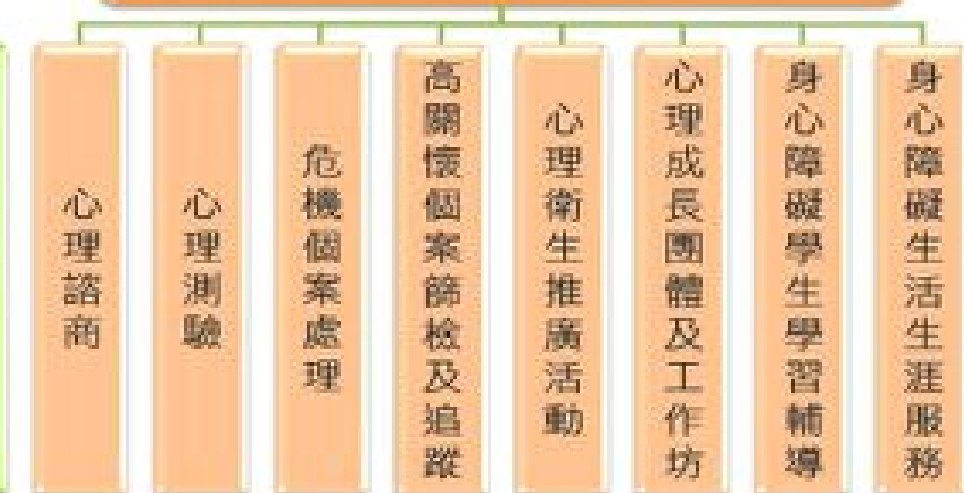 心理諮商
心理測驗
危機個案處理
高關懷個案篩檢及追蹤
心理衛生推廣活動
心理成長團體及工作坊
身心障礙學生學習輔導
身心障礙生活生涯服務